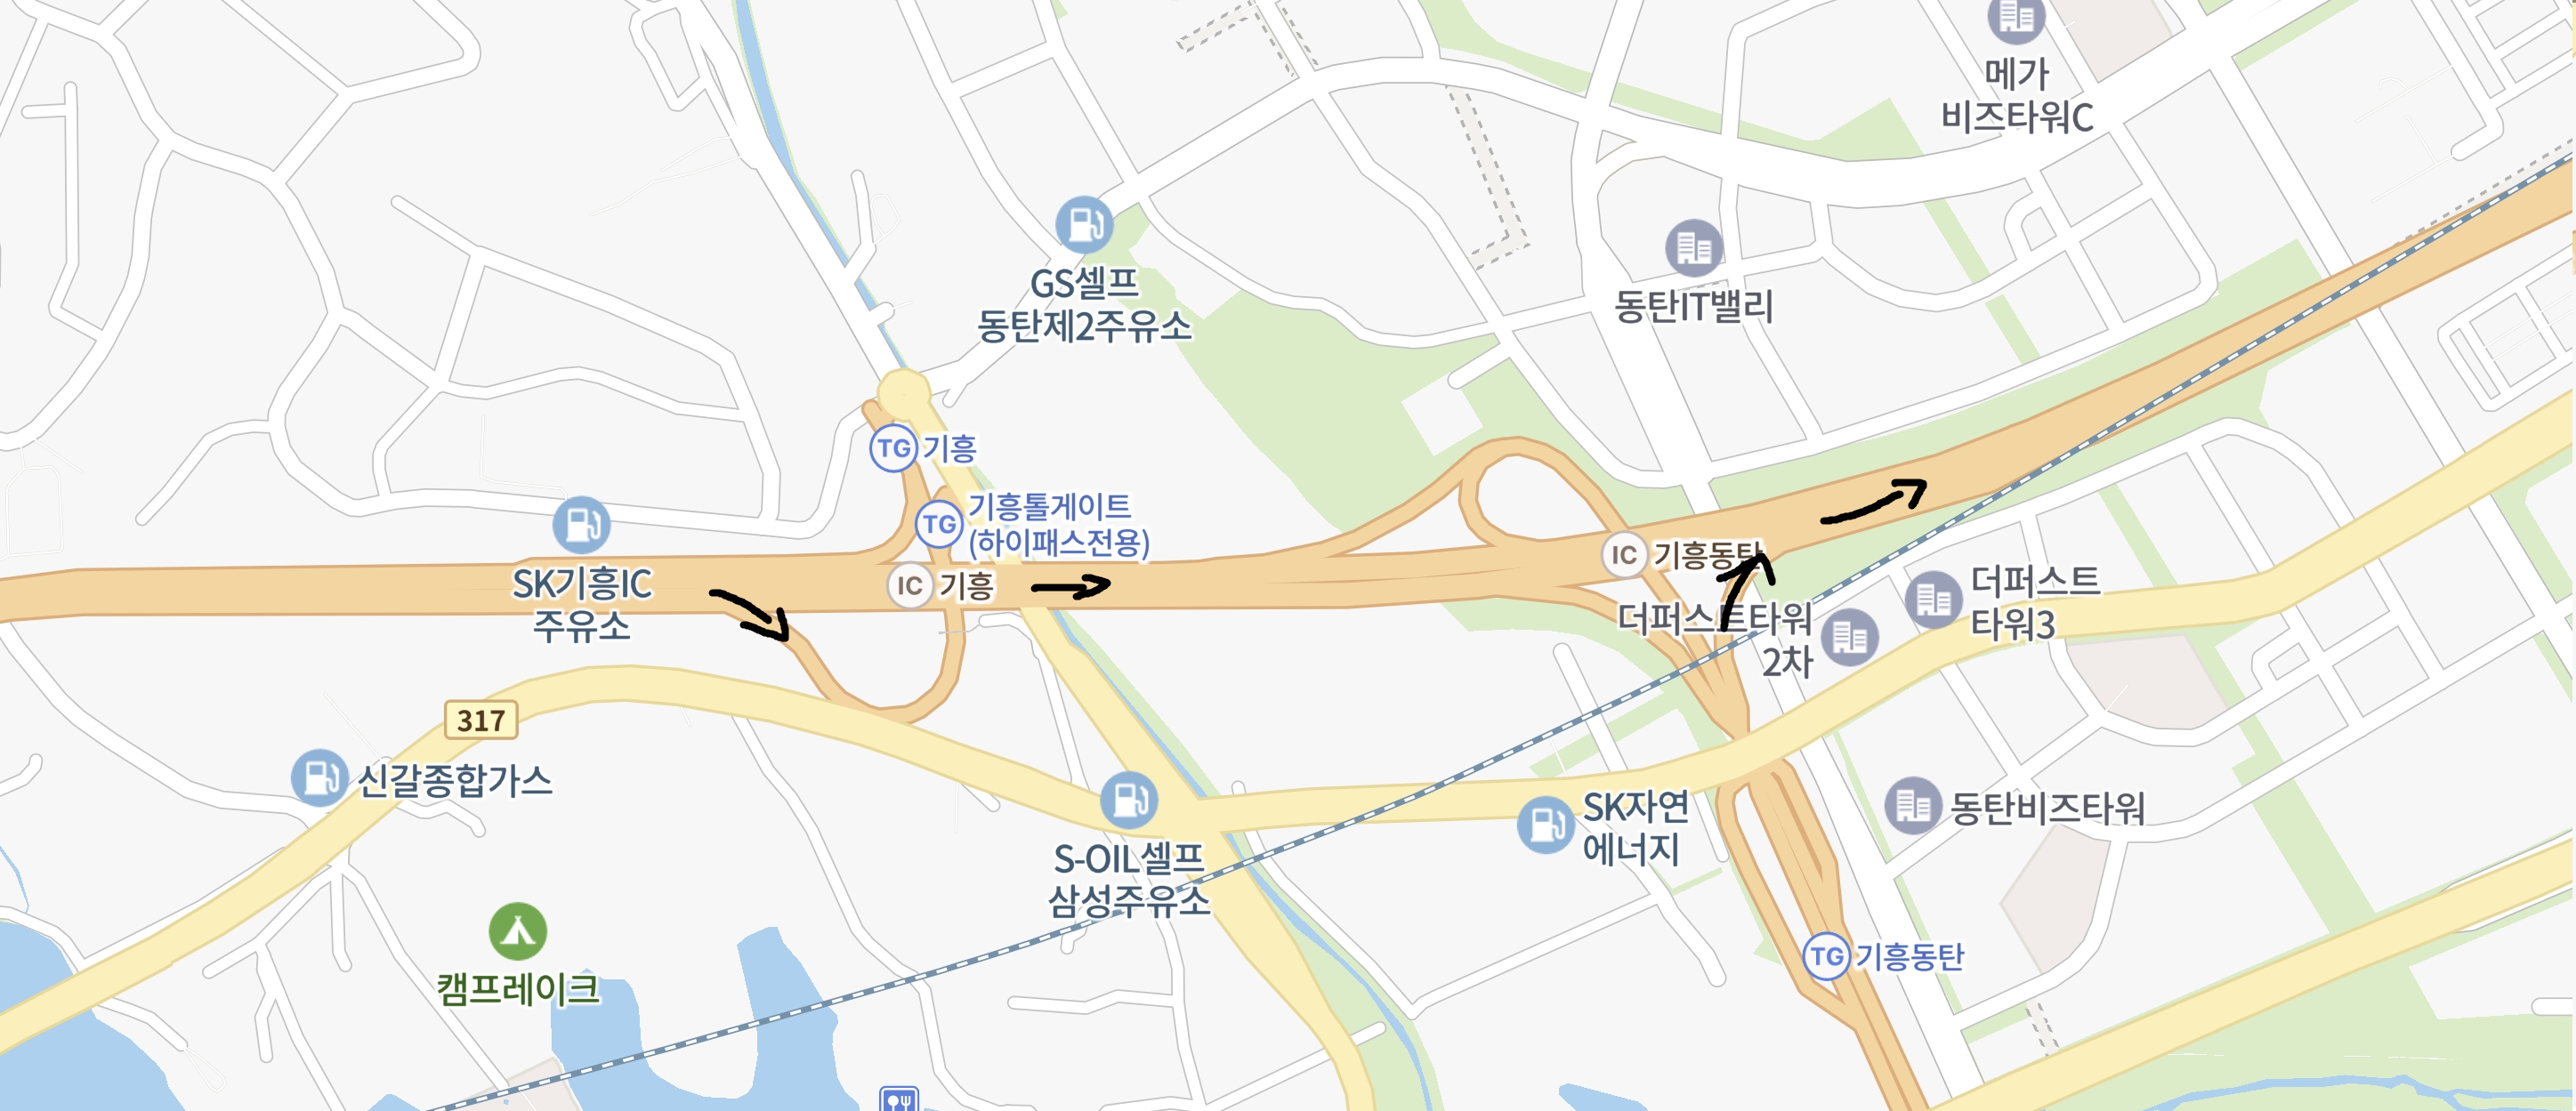 메가
비즈타워C
GS셀프
동탄제2주유소
동탄IT밸리
TG 기흥
TG 기흥톨게이트
(하이패스전용)
SK기흥IC
주유소
IC 기흥
IC 기흥동탄
더퍼스트타워
2차
더퍼스트
타워3
317
신갈종합가스
S-OIL셀프
삼성주유소
SK자연
에너지
동탄비즈타워
캠프레이크
TG 기흥동탄